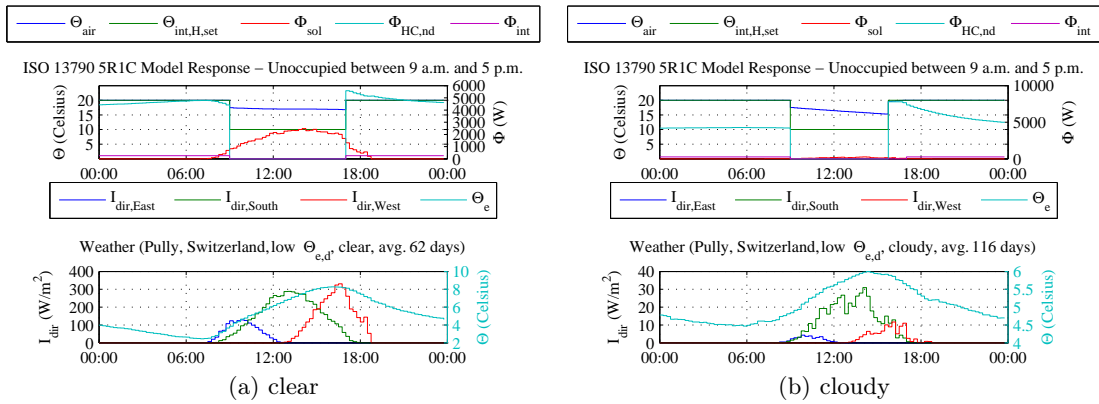 Θair Θint,H,set Φsol ΦHC,nd Φint
ISO 13790 5R1C Model Response – Unoccupied between 9 a.m. and 5 p.m.
Θ (Celsius)
20
15
10
5
6000
5000
4000
3000
2000
1000
0
Φ (W)
00:00 06:00 12:00 18:00 00:00
Idir,East Idir,South Idir,West Θe
Weather (Pully, Switzerland, low Θe,d, clear, avg. 62 days)
Idir (W/m²)
400
300
200
100
0
10
8
6
4
2
Θ (Celsius)
00:00 06:00 12:00 18:00 00:00
(a) clear
Θair Θint,H,set Φsol ΦHC,nd Φint
ISO 13790 5R1C Model Response – Unoccupied between 9 a.m. and 5 p.m.
Θ (Celsius)
20
15
10
5
10000
5000
0
Φ (W)
00:00 06:00 12:00 18:00 00:00
Idir,East Idir,South Idir,West Θe
Weather (Pully, Switzerland, low Θe,d, cloudy, avg. 116 days)
Idir (W/m²)
40
30
20
10
0
6
5.5
5
4.5
4
Θ (Celsius)
00:00 06:00 12:00 18:00 00:00
(b) cloudy